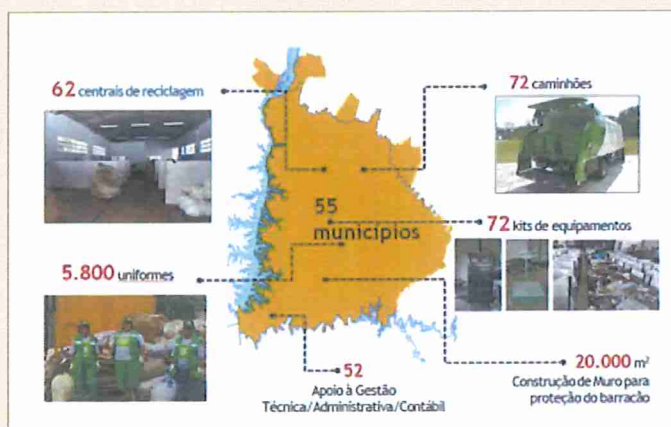 62 centrais de reciclagem
72 caminhões
55
municípios
72 kits de equipamentos
5.800 uniformes
52
Apoio à Gestão
Técnica/Administrativa/Contábil
20.000 m²
Construção de Muro para
proteção do barracão